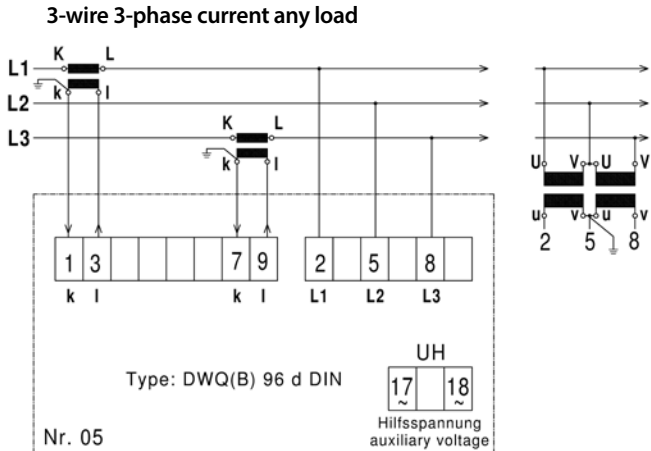 3-wire 3-phase current any load
K L
L1
k l
L2
K L
L3
k l
U V U V
u v u v
2 5 8
1 3 7 9 2 5 8
k l k l L1 L2 L3
UH
Type: DWQ(B) 96 d DIN
17 18
~ ~
Hilfsspannung
Nr. 05 auxiliary voltage